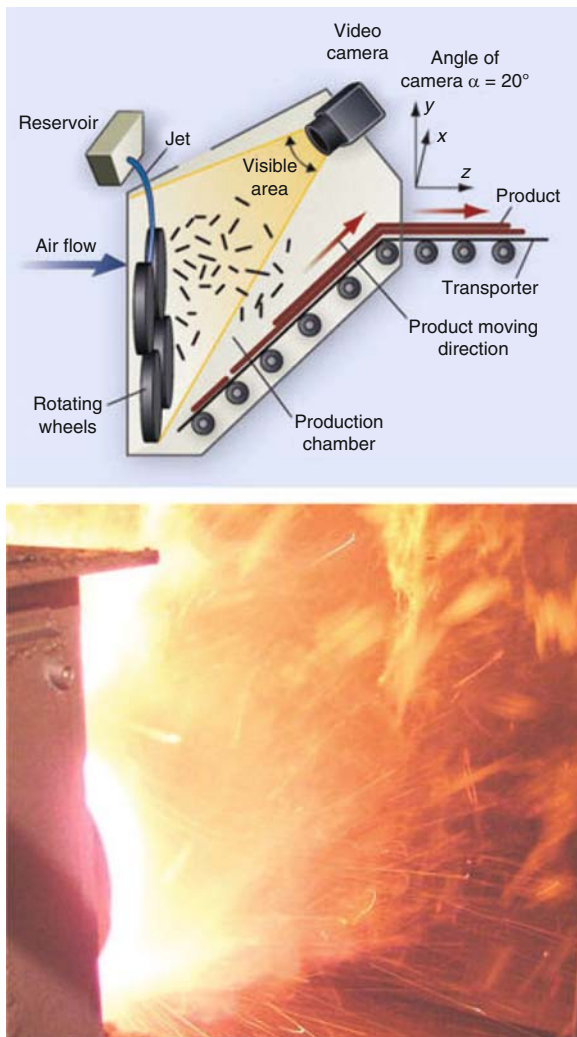 Video
camera
Angle of
camera α = 20°
Reservoir
Jet
y
x
z
Visible
area
Product
Air flow
Transporter
Product moving
direction
Rotating
wheels
Production
chamber